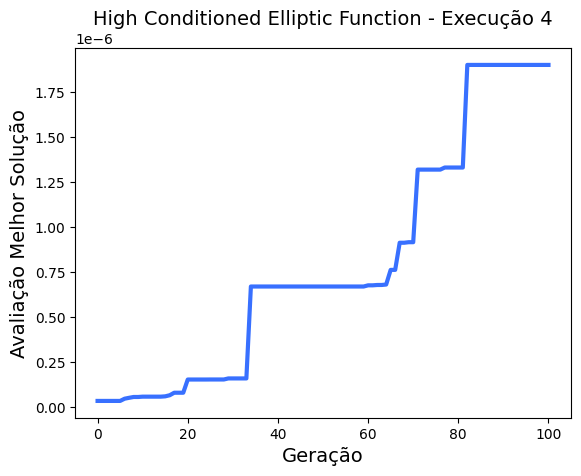 High Conditioned Elliptic Function - Execução 4
1e−6
1.75
1.50
1.25
1.00
0.75
0.50
0.25
0.00
Avaliação Melhor Solução
0 20 40 60 80 100
Geração